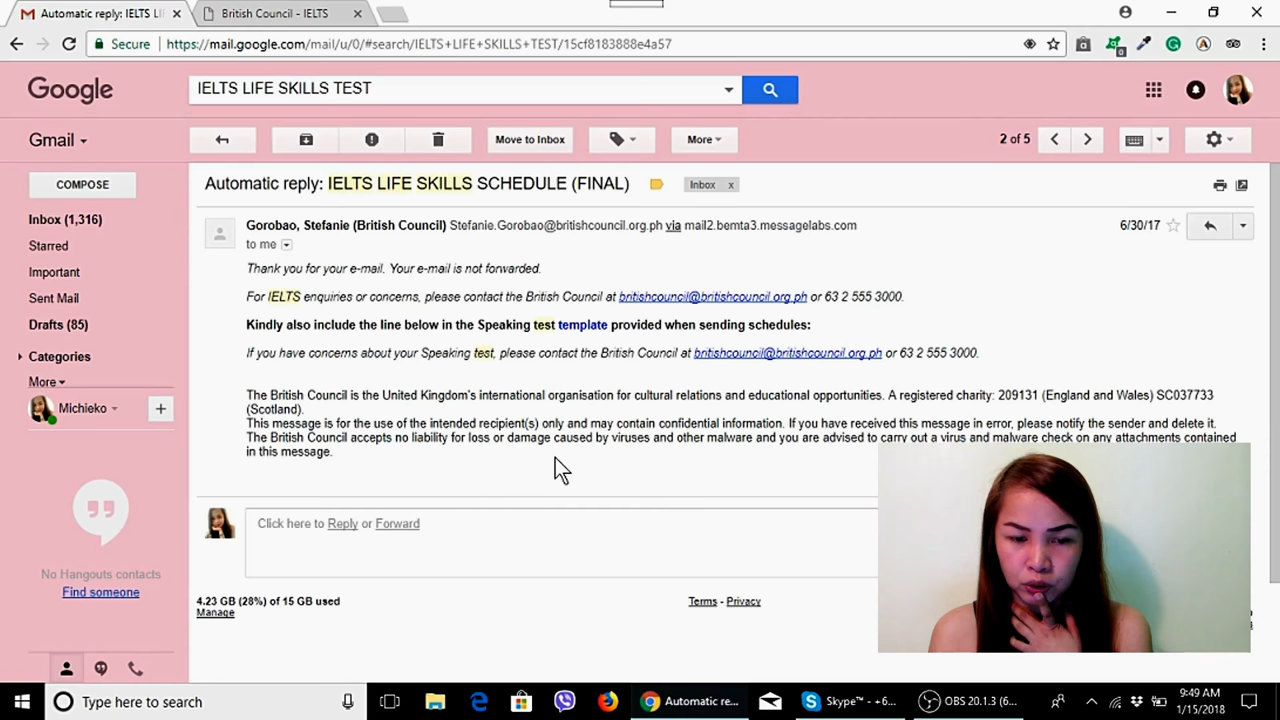 Automatic reply: IELTS LI
British Council - IELTS
Secure
https://mail.google.com/mail/u/0/#search/IELTS+LIFE+SKILLS+TEST/15cf8183888e4a57
Google
IELTS LIFE SKILLS TEST
Gmail
Move to Inbox
More
2 of 5
COMPOSE
Inbox (1,316)
Starred
Important
Sent Mail
Drafts (85)
Categories
More
Michieko
No Hangouts contacts
Find someone
Automatic reply: IELTS LIFE SKILLS SCHEDULE (FINAL)
Inbox x
Gorobao, Stefanie (British Council) Stefanie.Gorobao@britishcouncil.org.ph via mail2.bemta3.messagelabs.com
6/30/17
to me
Thank you for your e-mail. Your e-mail is not forwarded.
For IELTS enquiries or concerns, please contact the British Council at britishcouncil@britishcouncil.org.ph or 63 2 555 3000.
Kindly also include the line below in the Speaking test template provided when sending schedules:
If you have concerns about your Speaking test, please contact the British Council at britishcouncil@britishcouncil.org.ph or 63 2 555 3000.
The British Council is the United Kingdom's international organisation for cultural relations and educational opportunities. A registered charity: 209131 (England and Wales) SC037733
(Scotland).
This message is for the use of the intended recipient(s) only and may contain confidential information. If you have received this message in error, please notify the sender and delete it.
The British Council accepts no liability for loss or damage caused by viruses and other malware and you are advised to carry out a virus and malware check on any attachments contained
in this message.
Click here to Reply or Forward
4.23 GB (28%) of 15 GB used
Manage
Terms - Privacy
Type here to search
Automatic re...
Skype™ - +6...
OBS 20.1.3 (6...
9:49 AM
1/15/2018